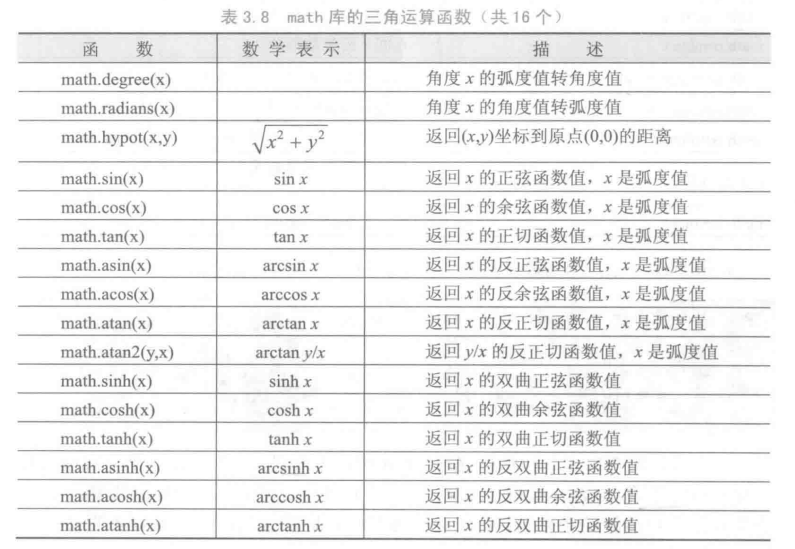 表 3.8 math 库的三角运算函数（共 16 个）
函 数 数 学 表 示 描 述
math.degree(x) 角度 x 的弧度值转角度值
math.radians(x) 角度 x 的角度值转弧度值
math.hypot(x,y) √x² + y² 返回(x,y)坐标到原点(0,0)的距离
math.sin(x) sin x 返回 x 的正弦函数值，x 是弧度值
math.cos(x) cos x 返回 x 的余弦函数值，x 是弧度值
math.tan(x) tan x 返回 x 的正切函数值，x 是弧度值
math.asin(x) arcsin x 返回 x 的反正弦函数值，x 是弧度值
math.acos(x) arccos x 返回 x 的反余弦函数值，x 是弧度值
math.atan(x) arctan x 返回 x 的反正切函数值，x 是弧度值
math.atan2(y,x) arctan y/x 返回 y/x 的反正切函数值，x 是弧度值
math.sinh(x) sinh x 返回 x 的双曲正弦函数值
math.cosh(x) cosh x 返回 x 的双曲余弦函数值
math.tanh(x) tanh x 返回 x 的双曲正切函数值
math.asinh(x) arcsinh x 返回 x 的反双曲正弦函数值
math.acosh(x) arccosh x 返回 x 的反双曲余弦函数值
math.atanh(x) arctanh x 返回 x 的反双曲正切函数值